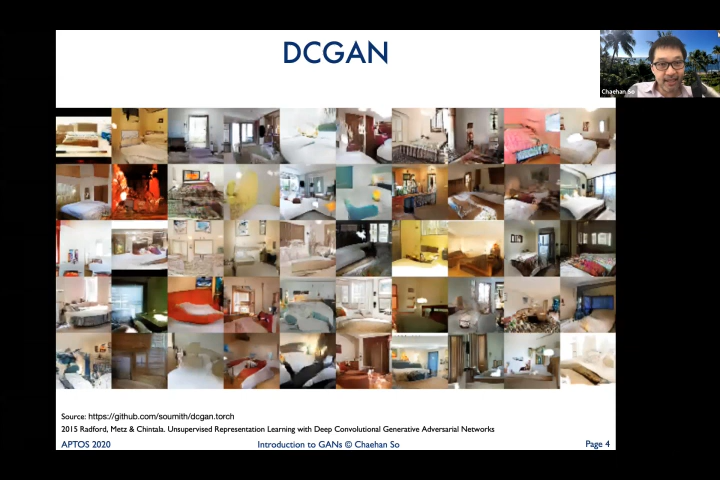 DCGAN
Chaehan So
Source: https://github.com/soumith/dcgan.torch
2015 Radford, Metz & Chintala. Unsupervised Representation Learning with Deep Convolutional Generative Adversarial Networks
APTOS 2020
Introduction to GANs © Chaehan So
Page 4